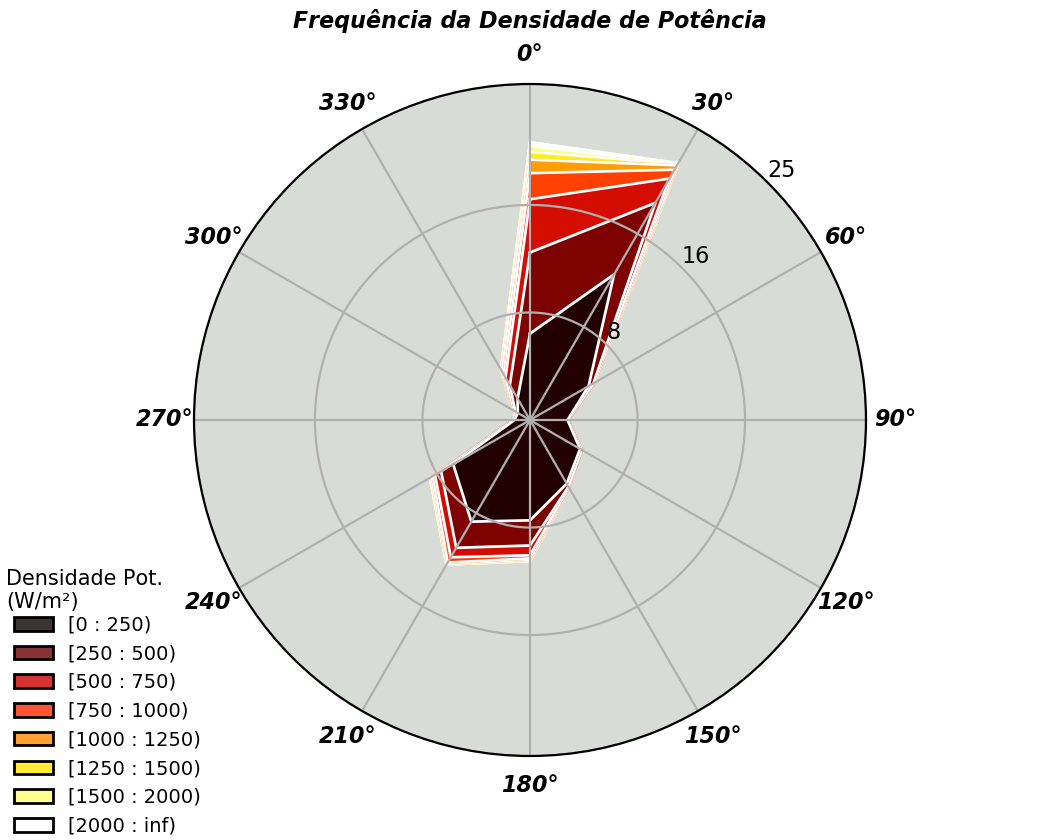 Frequência da Densidade de Potência
0°
330°
30°
25
300°
60°
16
8
270°
90°
240°
120°
210°
150°
180°
Densidade Pot.
(W/m²)
[0 : 250)
[250 : 500)
[500 : 750)
[750 : 1000)
[1000 : 1250)
[1250 : 1500)
[1500 : 2000)
[2000 : inf)